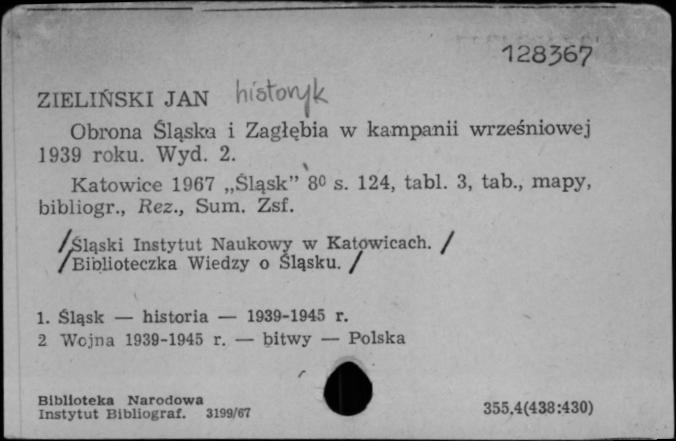 128367
ZIELIŃSKI JAN historyk
Obrona Śląska i Zagłębia w kampanii wrześniowej
1939 roku. Wyd. 2.
Katowice 1967 „Śląsk” 8⁰ s. 124, tabl. 3, tab., mapy,
bibliogr., Rez., Sum. Zsf.
/Śląski Instytut Naukowy w Katowicach. /
/Biblioteczka Wiedzy o Śląsku. /
1. Śląsk — historia — 1939-1945 r.
2 Wojna 1939-1945 r. — bitwy — Polska
Biblioteka Narodowa
Instytut Bibliograf. 3199/67
355,4(438:430)